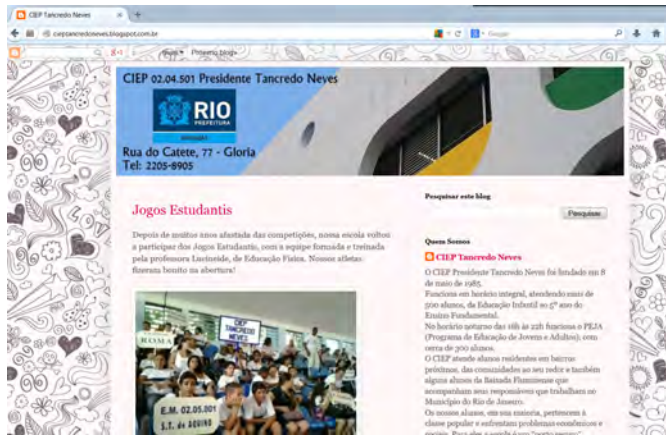 CIEP Tancredo Neves
cieptancredoneves.blogspot.com.br
Google
Próximo blog»
CIEP 02.04.501 Presidente Tancredo Neves
RIO
PREFEITURA
Rua do Catete, 77 - Gloria
Tel: 2205-8905
Jogos Estudantis
Depois de muitos anos afastada das competições, nossa escola voltou
a participar dos Jogos Estudantis, com a equipe formada e treinada
pela professora Lucineide, de Educação Física. Nossos atletas
fizeram bonito na abertura!
ROMA
CIEP
TANCREDO
NEVES
E.M. 02.05.001
S.T. de AQUINO
Pesquisar este blog
Pesquisar
Quem Somos
CIEP Tancredo Neves
O CIEP Presidente Tancredo Neves foi fundado em 8
de maio de 1985.
Funciona em horário integral, atendendo mais de
500 alunos, da Educação Infantil ao 5º ano do
Ensino Fundamental.
No horário noturno das 18h às 22h funciona o PEJA
(Programa de Educação de Jovens e Adultos), com
cerca de 300 alunos.
O CIEP atende alunos residentes em bairros
próximos, das comunidades ao seu redor e também
alguns alunos da Baixada Fluminense que
acompanham seus responsáveis que trabalham no
Município do Rio de Janeiro.
Os nossos alunos, em sua maioria, pertencem à
classe popular e enfrentam problemas econômicos e